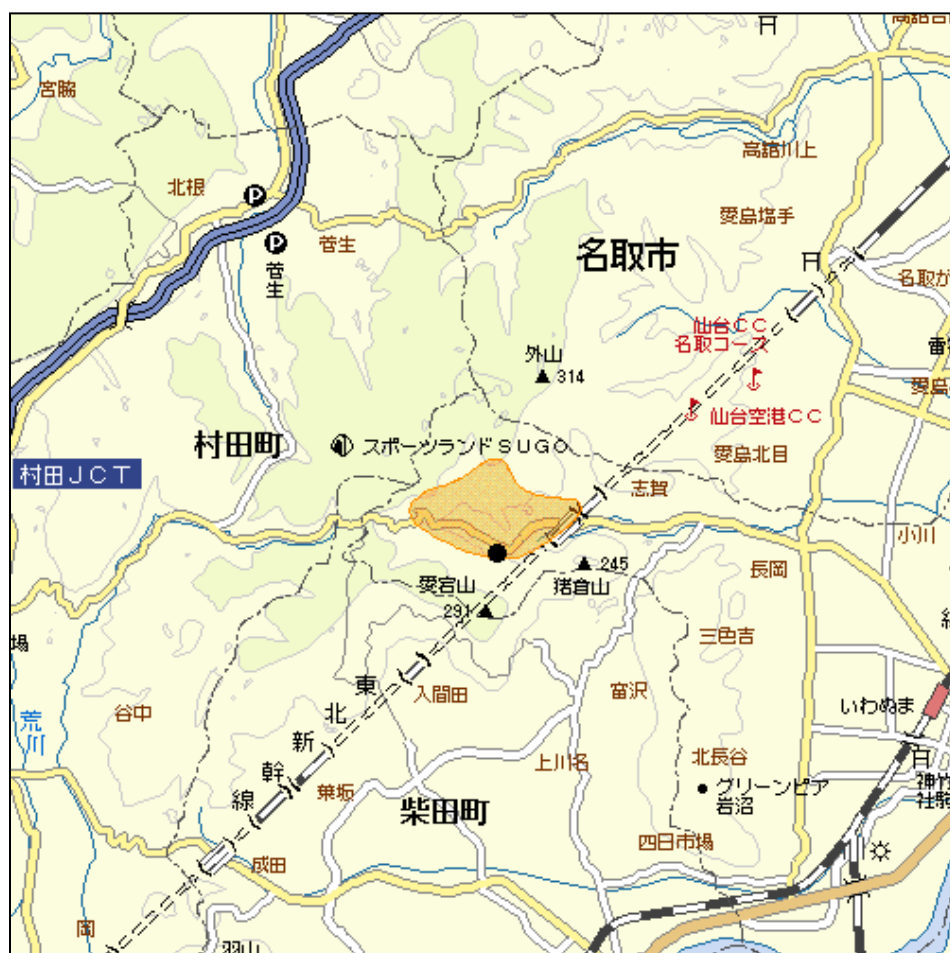 宮脇
北根
菅生
菅生
高舘川上
愛島塩手
名取市
仙台CC
名取コース
外山
314
仙台空港CC
村田町
スポーツランドSUGO
愛島北目
村田JCT
志賀
小川
245
猪倉山
長岡
愛宕山
291
三色吉
入間田
富沢
いわぬま
谷中
荒川
東北新幹線
上川名
北長谷
葉坂
グリーンピア
岩沼
柴田町
四日市場
成田
岡
羽山